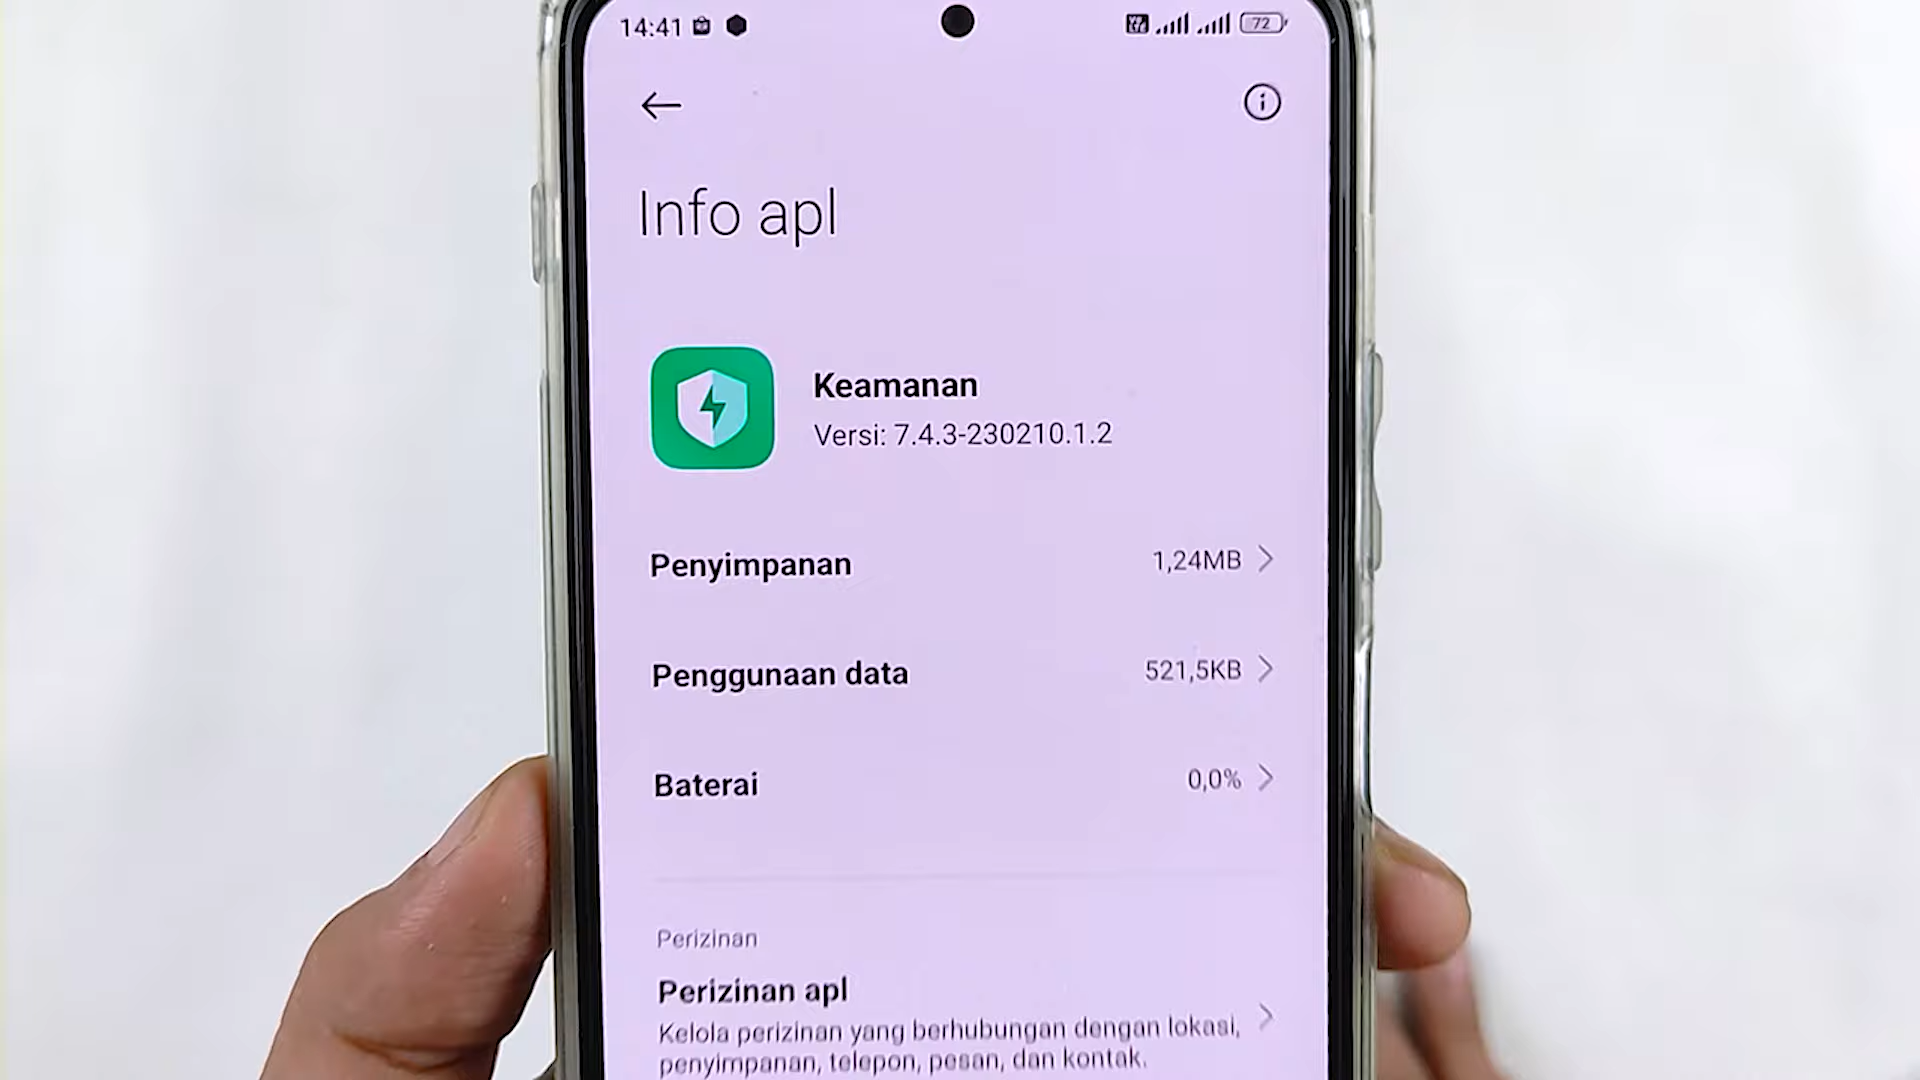 14:41
72
Info apl
Keamanan
Versi: 7.4.3-230210.1.2
Penyimpanan 1,24MB
Penggunaan data 521,5KB
Baterai 0,0%
Perizinan
Perizinan apl
Kelola perizinan yang berhubungan dengan lokasi,
penyimpanan, telepon, pesan, dan kontak.